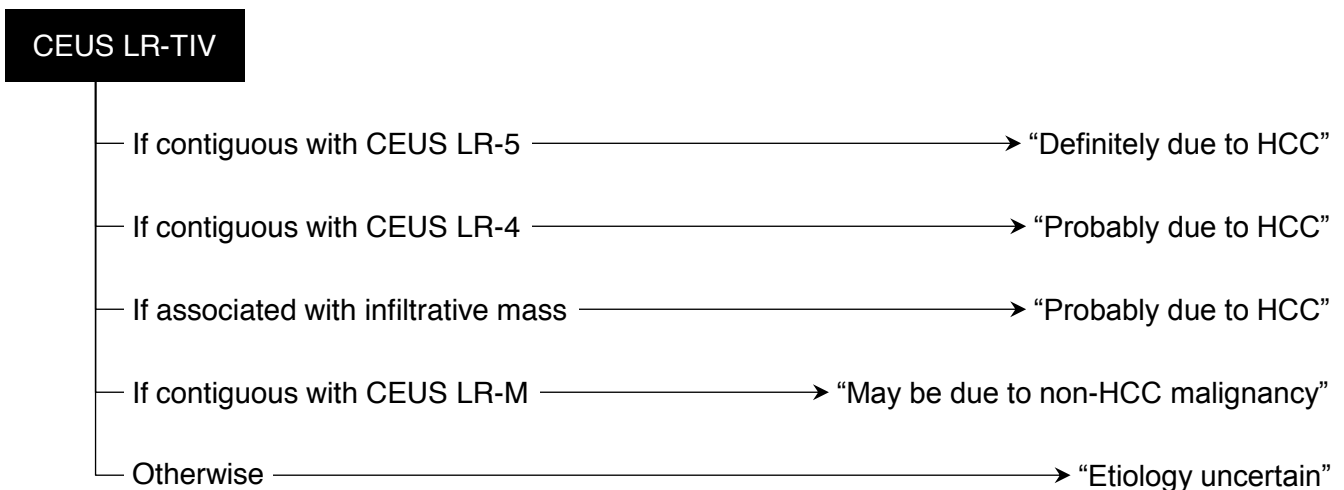 CEUS LR-TIV
If contiguous with CEUS LR-5 “Definitely due to HCC”
If contiguous with CEUS LR-4 “Probably due to HCC”
If associated with infiltrative mass “Probably due to HCC”
If contiguous with CEUS LR-M “May be due to non-HCC malignancy”
Otherwise “Etiology uncertain”